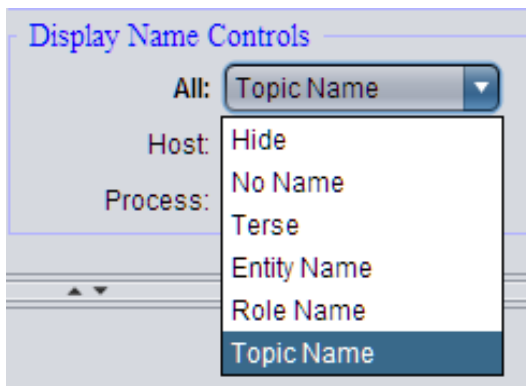 Display Name Controls
All: Topic Name
Host: Hide
No Name
Process:
Terse
Entity Name
Role Name
Topic Name